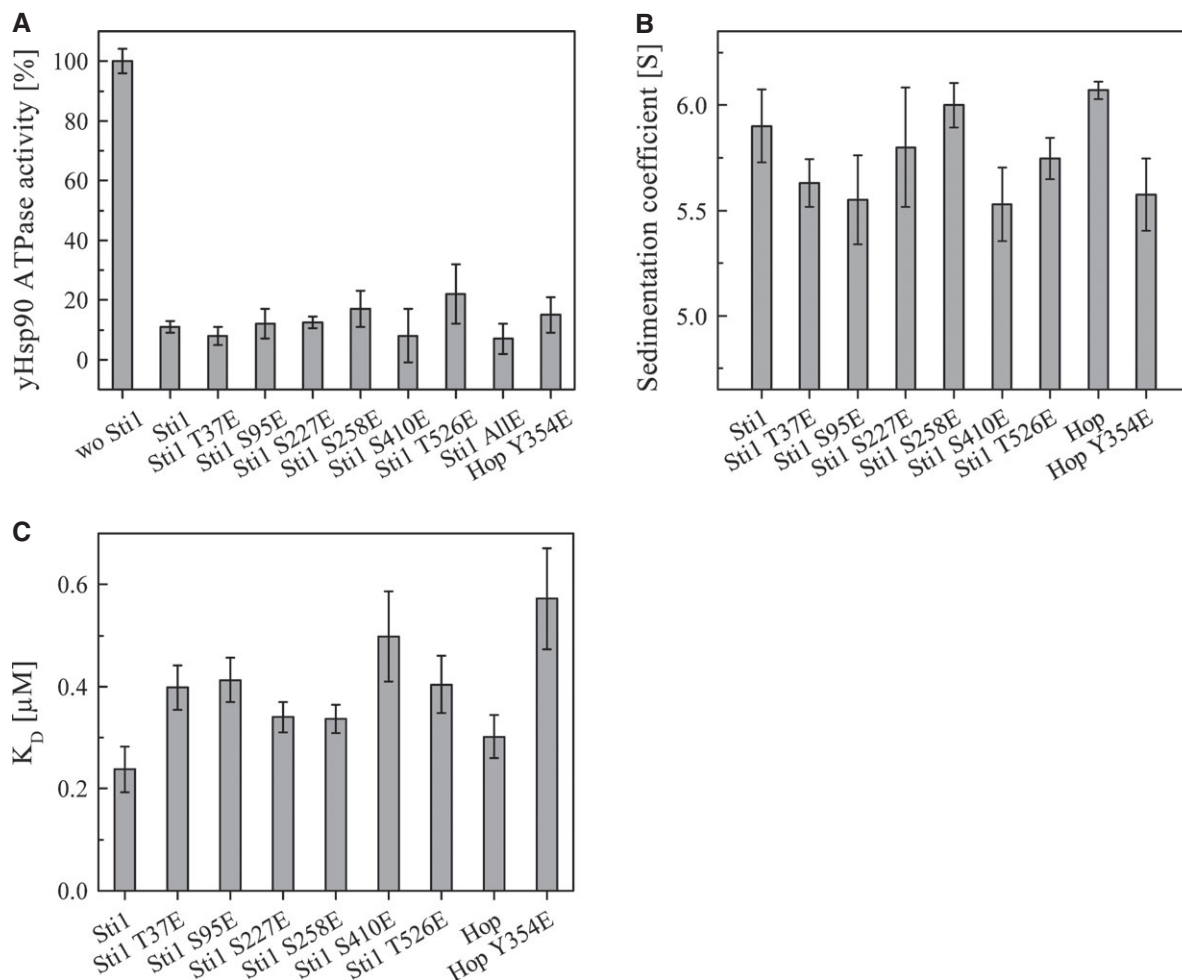 A
yHsp90 ATPase activity [%]
100
80
60
40
20
0
wo Sti1
Sti1
Sti1 T37E
Sti1 S95E
Sti1 S227E
Sti1 S258E
Sti1 S410E
Sti1 T526E
Sti1 AllE
Hop Y354E
B
Sedimentation coefficient [S]
6.0
5.5
5.0
Sti1
Sti1 T37E
Sti1 S95E
Sti1 S227E
Sti1 S258E
Sti1 S410E
Sti1 T526E
Hop
Hop Y354E
C
K_D [µM]
0.6
0.4
0.2
0.0
Sti1
Sti1 T37E
Sti1 S95E
Sti1 S227E
Sti1 S258E
Sti1 S410E
Sti1 T526E
Hop
Hop Y354E